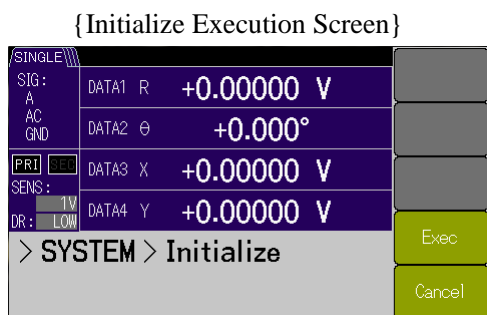 {Initialize Execution Screen}
SINGLE
SIG:
A
AC
GND
DATA1 R +0.00000 V
DATA2 θ +0.000°
PRI SEC
SENS:
1V
DR: LOW
DATA3 X +0.00000 V
DATA4 Y +0.00000 V
> SYSTEM > Initialize
Exec
Cancel